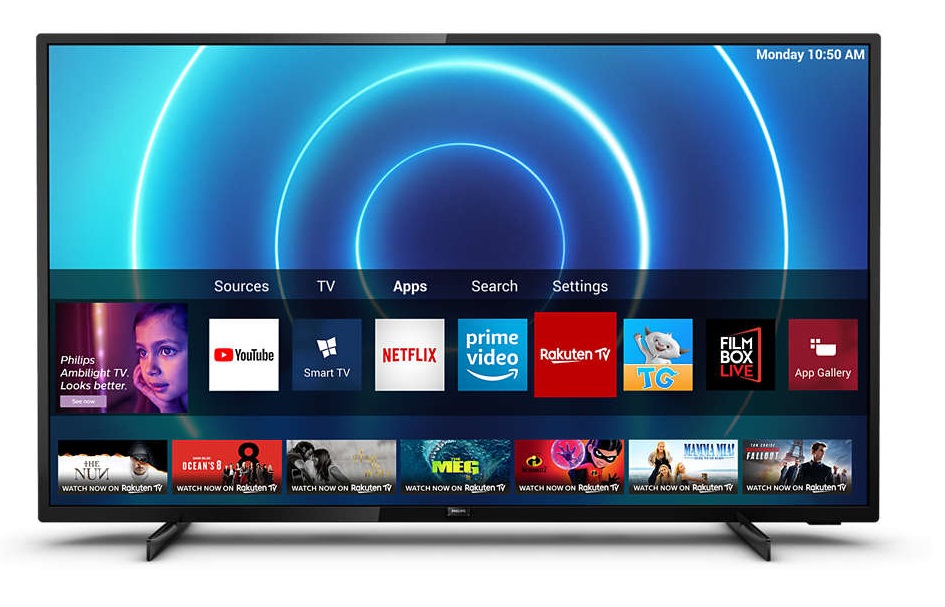 Monday 10:50 AM
Sources TV Apps Search Settings
Philips
Ambilight TV.
Looks better.
See now
YouTube
Smart TV
NETFLIX
prime
video
Rakuten TV
TG
FILM
BOX
LIVE
App Gallery
THE
NUN
WATCH NOW ON Rakuten TV
OCEAN'S 8
8
WATCH NOW ON Rakuten TV
WATCH NOW ON Rakuten TV
THE
MEG
WATCH NOW ON Rakuten TV
WATCH NOW ON Rakuten TV
MAMMA MIA!
WATCH NOW ON Rakuten TV
TOM CRUISE
FALLOUT
WATCH NOW ON Rakuten TV
PHILIPS